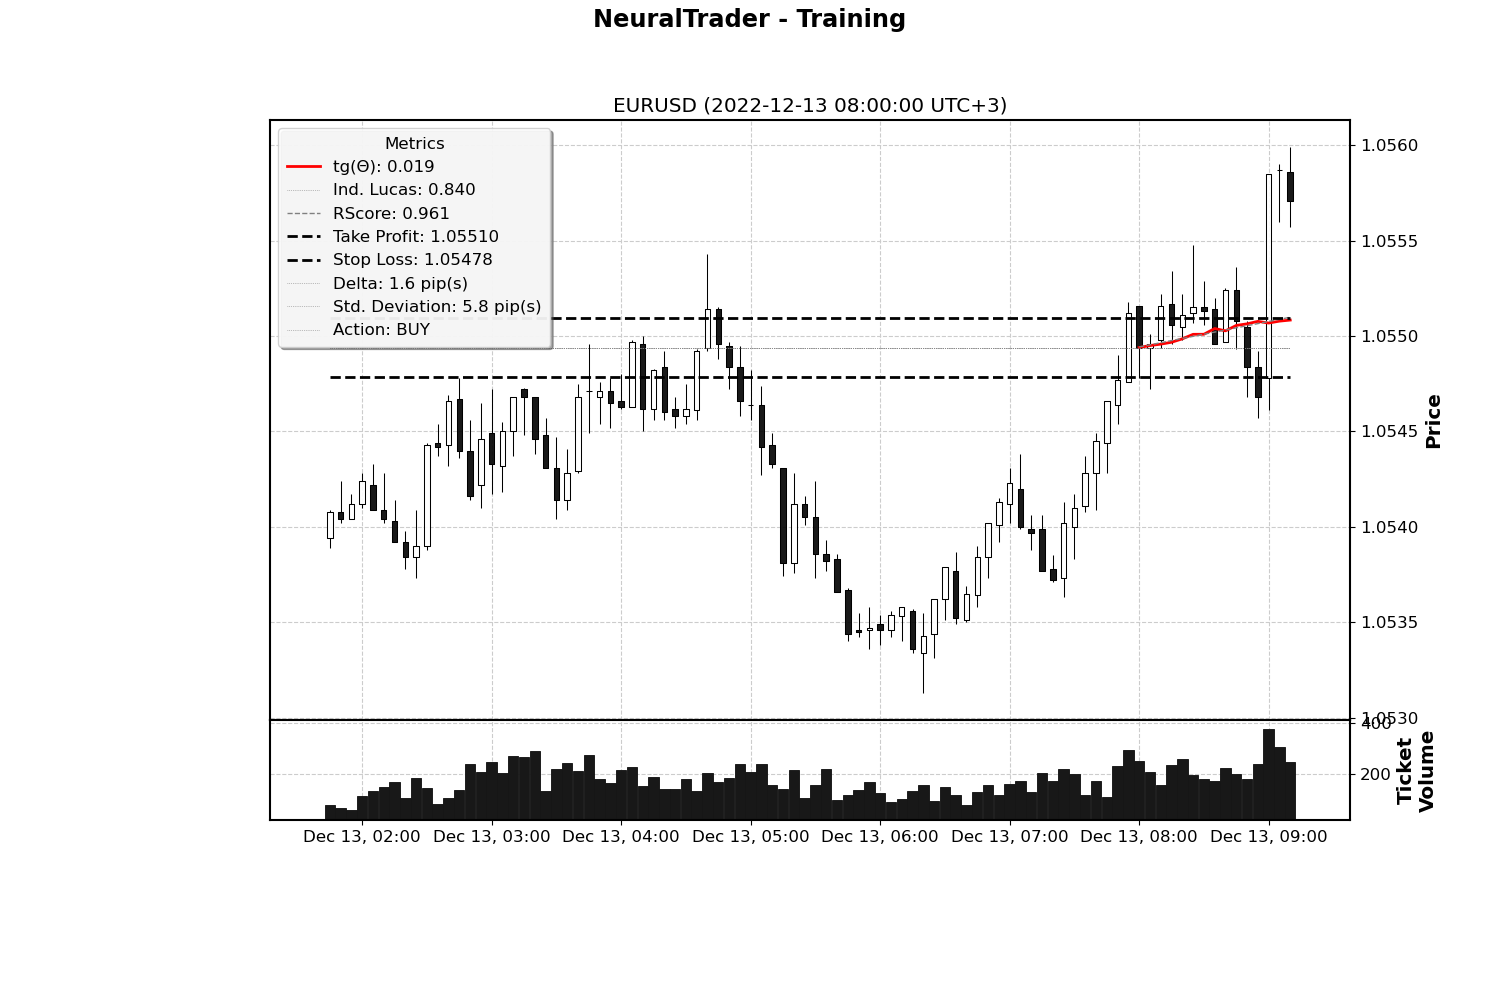 NeuralTrader - Training
EURUSD (2022-12-13 08:00:00 UTC+3)
Metrics
tg(Θ): 0.019
Ind. Lucas: 0.840
RScore: 0.961
Take Profit: 1.05510
Stop Loss: 1.05478
Delta: 1.6 pip(s)
Std. Deviation: 5.8 pip(s)
Action: BUY
1.0560
1.0555
1.0550
1.0545
1.0540
1.0535
1.0530
Price
400
200
Ticket
Volume
Dec 13, 02:00 Dec 13, 03:00 Dec 13, 04:00 Dec 13, 05:00 Dec 13, 06:00 Dec 13, 07:00 Dec 13, 08:00 Dec 13, 09:00